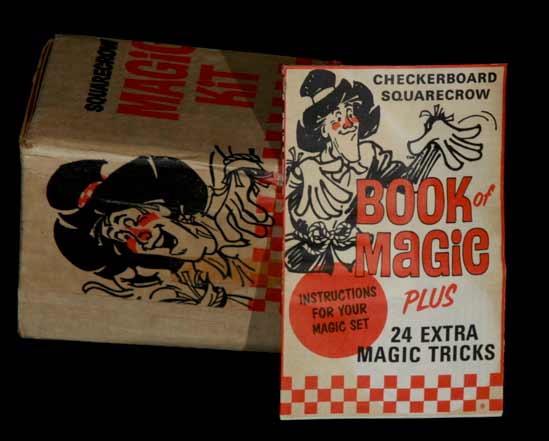 SQUARECROW
MAGIC
KIT
CHECKERBOARD
SQUARECROW
BOOK of
MAGIC
INSTRUCTIONS
FOR YOUR
MAGIC SET
PLUS
24 EXTRA
MAGIC TRICKS